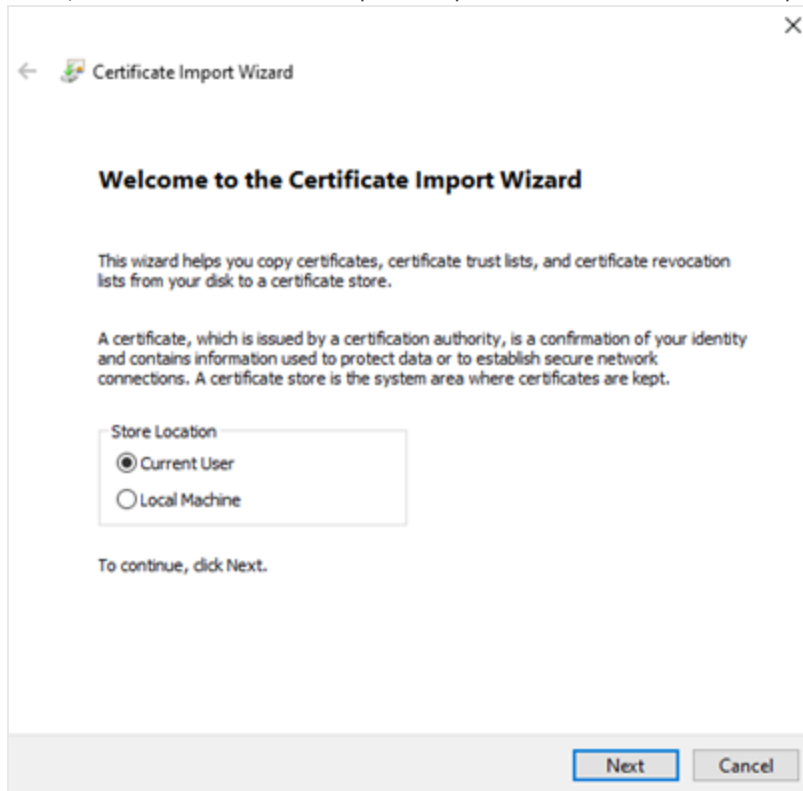 Certificate Import Wizard
Welcome to the Certificate Import Wizard
This wizard helps you copy certificates, certificate trust lists, and certificate revocation
lists from your disk to a certificate store.
A certificate, which is issued by a certification authority, is a confirmation of your identity
and contains information used to protect data or to establish secure network
connections. A certificate store is the system area where certificates are kept.
Store Location
Current User
Local Machine
To continue, click Next.
Next
Cancel